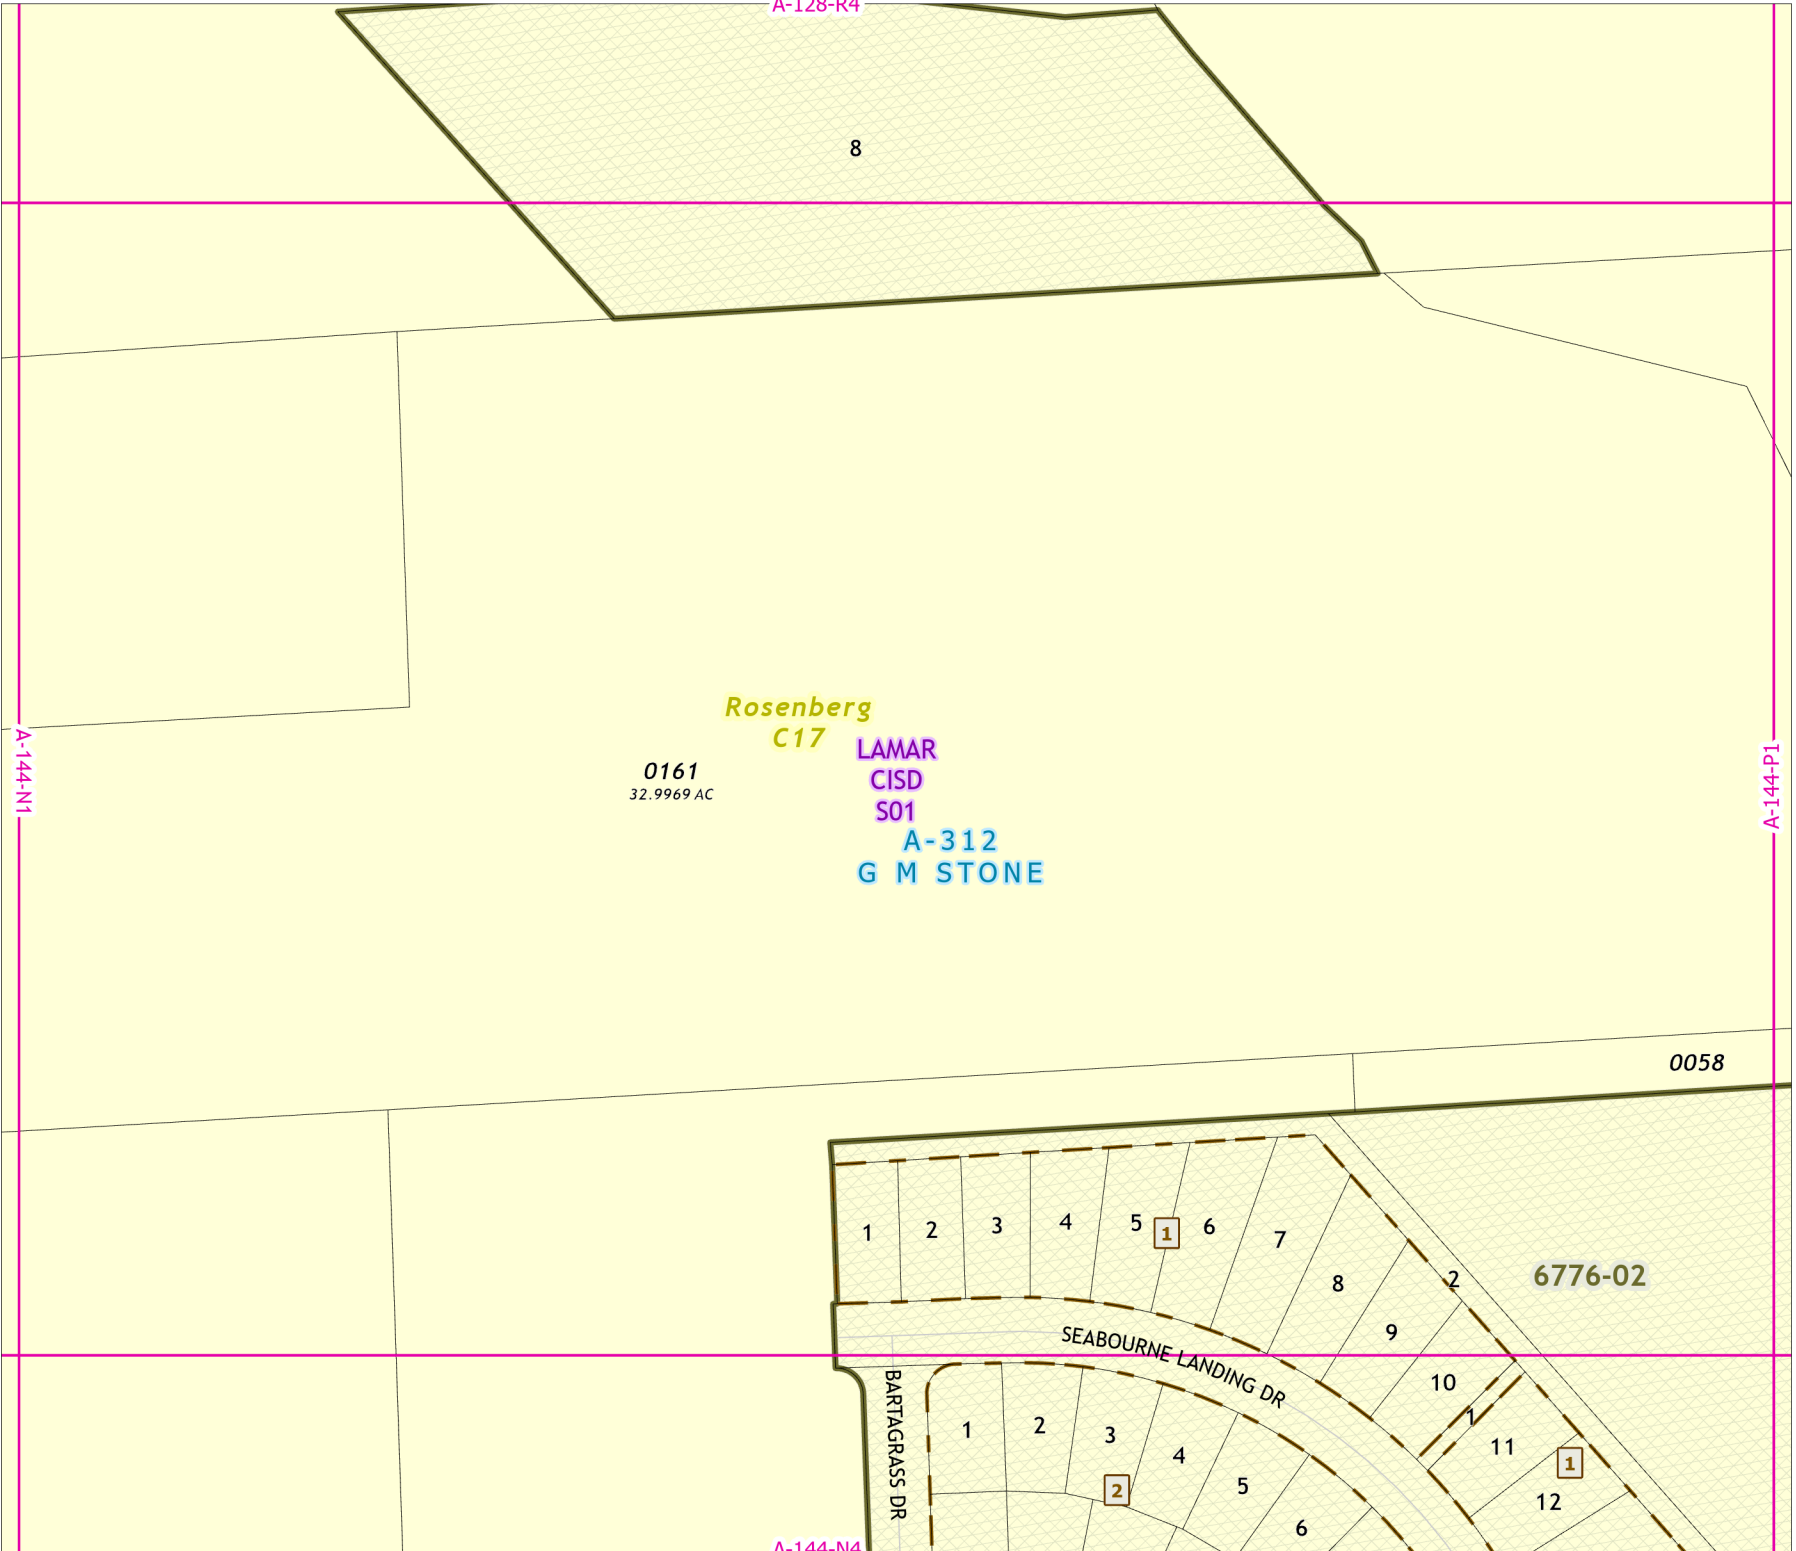 A-128-R4
8
Rosenberg
C17
LAMAR
CISD
S01
0161
32.9969 AC
A-312
G M STONE
A-144-N1
A-144-P1
0058
1
2
3
4
5
1
6
7
8
2
6776-02
9
SEABOURNE LANDING DR
10
1
11
1
12
BARTAGRASS DR
1
2
3
4
2
5
6
A-144-N4